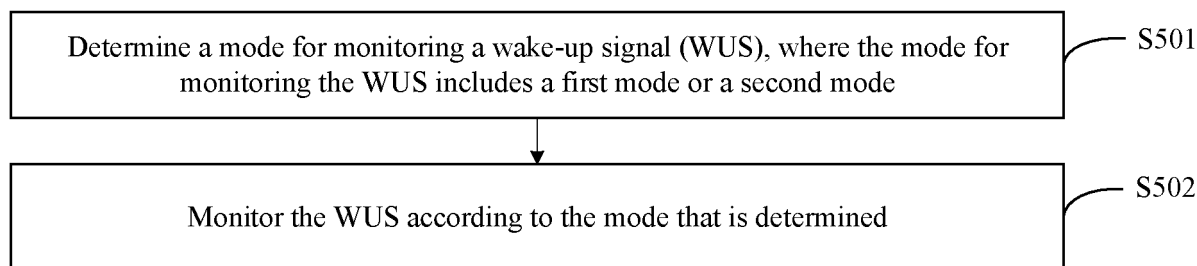 Determine a mode for monitoring a wake-up signal (WUS), where the mode for
monitoring the WUS includes a first mode or a second mode
S501
Monitor the WUS according to the mode that is determined
S502